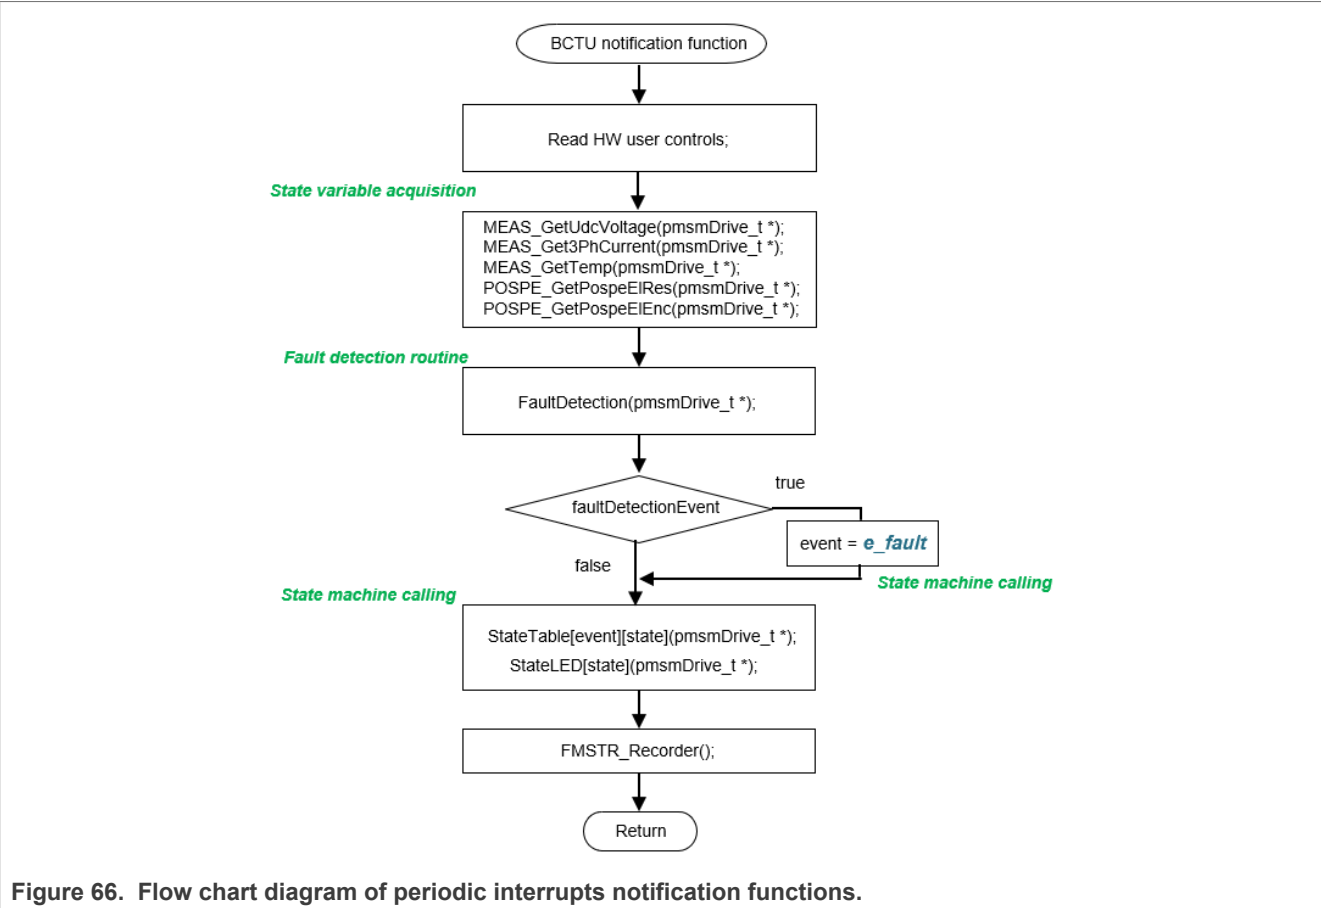 BCTU notification function
Read HW user controls;
State variable acquisition
MEAS_GetUdcVoltage(pmsmDrive_t *);
MEAS_Get3PhCurrent(pmsmDrive_t *);
MEAS_GetTemp(pmsmDrive_t *);
POSPE_GetPospeElRes(pmsmDrive_t *);
POSPE_GetPospeElEnc(pmsmDrive_t *);
Fault detection routine
FaultDetection(pmsmDrive_t *);
true
faultDetectionEvent
event = e_fault
false
State machine calling
State machine calling
StateTable[event][state](pmsmDrive_t *);
StateLED[state](pmsmDrive_t *);
FMSTR_Recorder();
Return
Figure 66. Flow chart diagram of periodic interrupts notification functions.